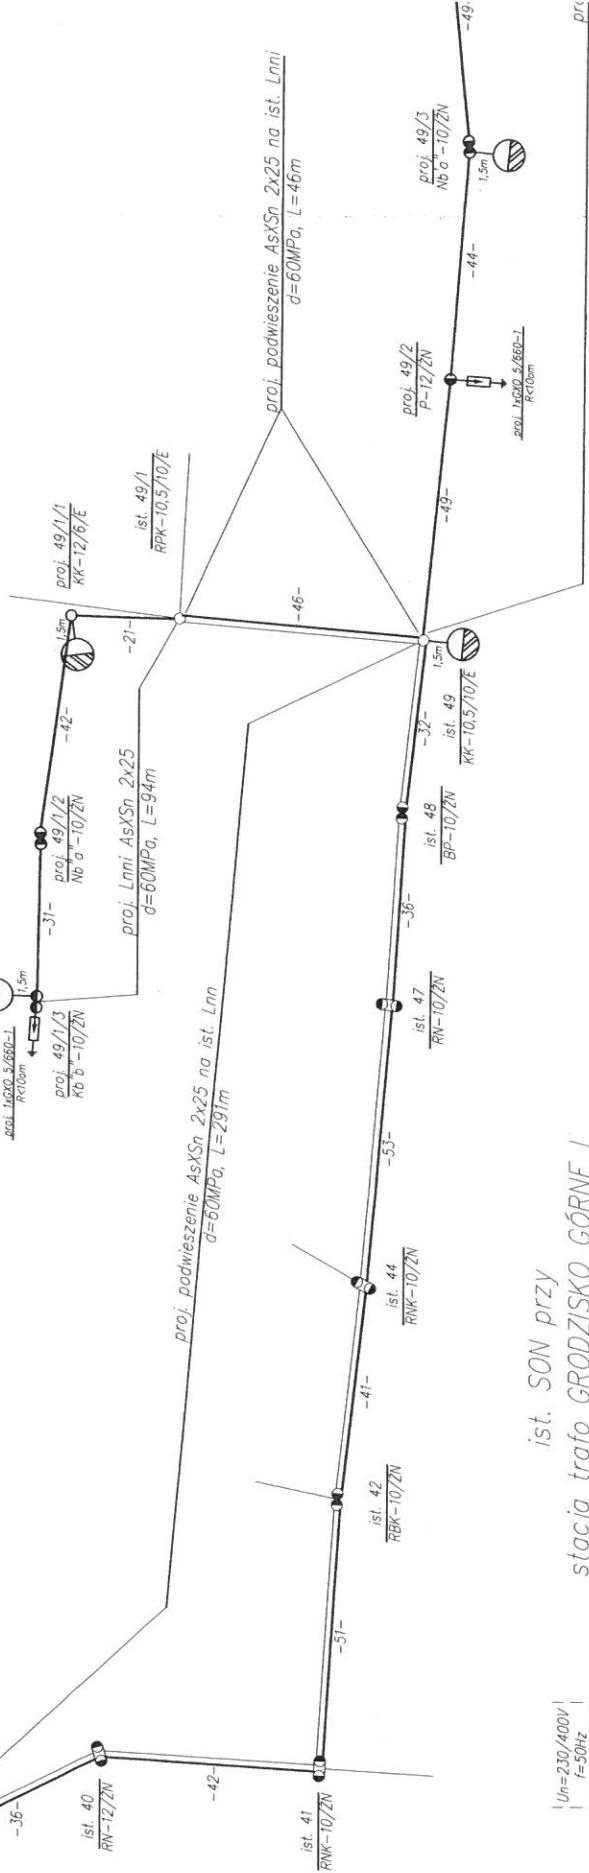 -49-
proj. 49/3
Nb"a"-10/ŻN
1,5m
-44-
proj. 49/2
P-12/ŻN
proj. 1xGXO 5/660-1
R<10om
-49-
proj. podwieszenie AsXSn 2x25 na ist. Lnni
d=60MPa, L=46m
ist. 49/1
RPK-10,5/10/E
-46-
proj. 49/1/1
KK-12/6/E
1,5m
-21-
-42-
proj. 49/1/2
Nb"a"-10/ŻN
-31-
proj. Lnni AsXSn 2x25
d=60MPa, L=94m
1,5m
proj. 49/1/3
Kb"b"-10/ŻN
proj. 1xGXO 5/660-1
R<10om
1,5m
ist. 49
KK-10,5/10/E
-32-
ist. 48
BP-10/ŻN
-36-
ist. 47
RN-10/ŻN
-53-
proj. podwieszenie AsXSn 2x25 na ist. Lnn
d=60MPa, L=291m
ist. 44
RNK-10/ŻN
-41-
ist. 42
RBK-10/ŻN
-51-
ist. 41
RNK-10/ŻN
-42-
ist. 40
RN-12/ŻN
-36-
ist. SON przy
stacja trafo GRODZISKO GÓRNE
Un=230/400V
f=50Hz